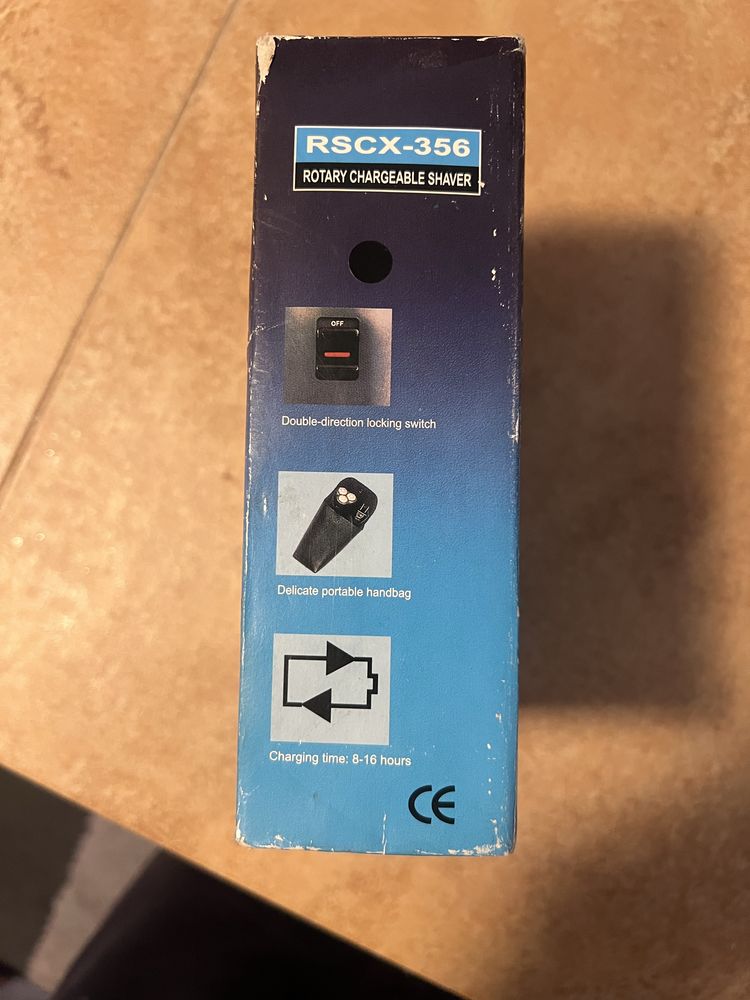 RSCX-356
ROTARY CHARGEABLE SHAVER
OFF
Double-direction locking switch
Delicate portable handbag
Charging time: 8-16 hours
CE